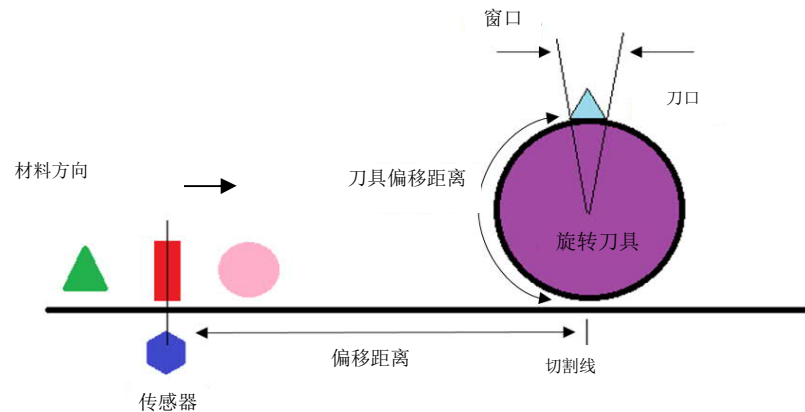 窗口
刀口
材料方向
刀具偏移距离
旋转刀具
偏移距离
切割线
传感器